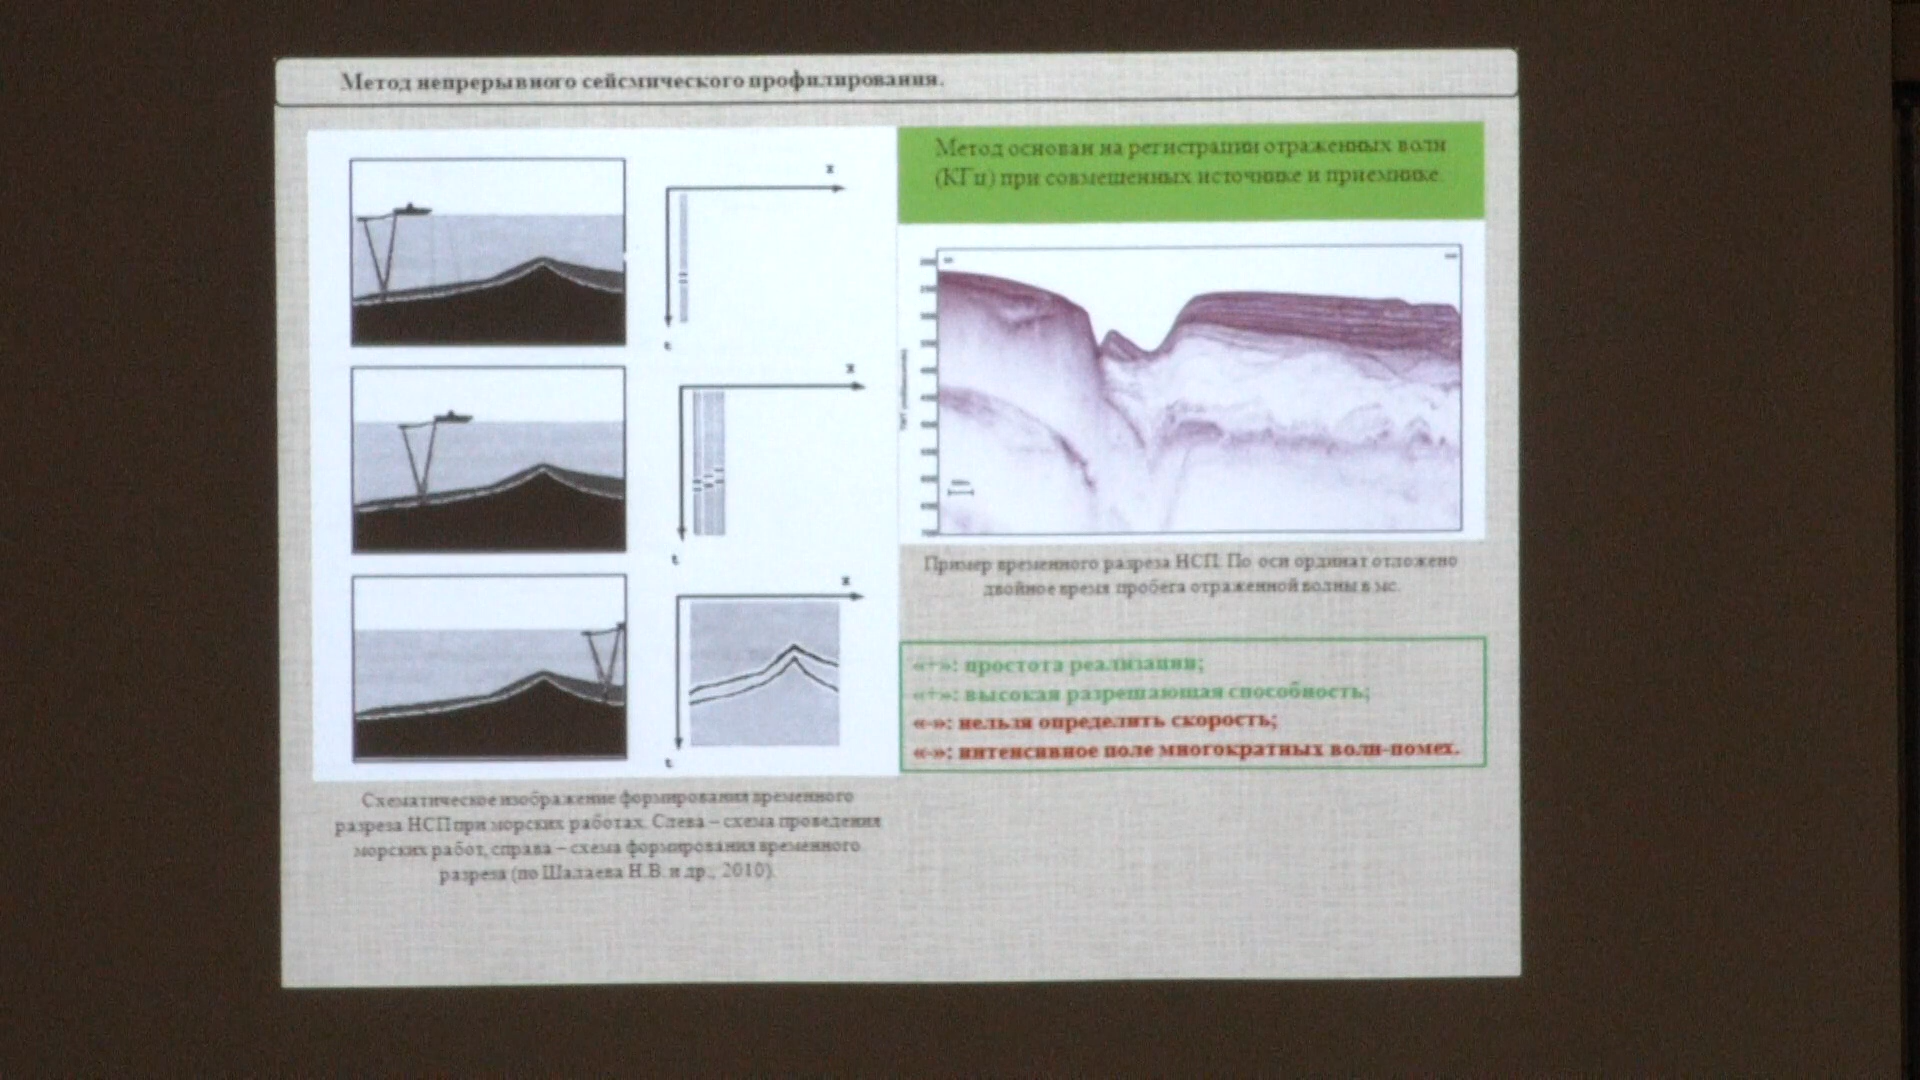 Метод непрерывного сейсмического профилирования.
x
t
x
t
x
t
Схематическое изображение формирования временного
разреза НСП при морских работах. Слева – схема проведения
морских работ, справа – схема формирования временного
разреза (по Шалаева Н.В. и др., 2010).
Метод основан на регистрации отраженных волн
(КГц) при совмещенных источнике и приемнике.
Пример временного разреза НСП. По оси ординат отложено
двойное время пробега отраженной волны в мс.
«+»: простота реализации;
«+»: высокая разрешающая способность;
«-»: нельзя определить скорость;
«-»: интенсивное поле многократных волн-помех.